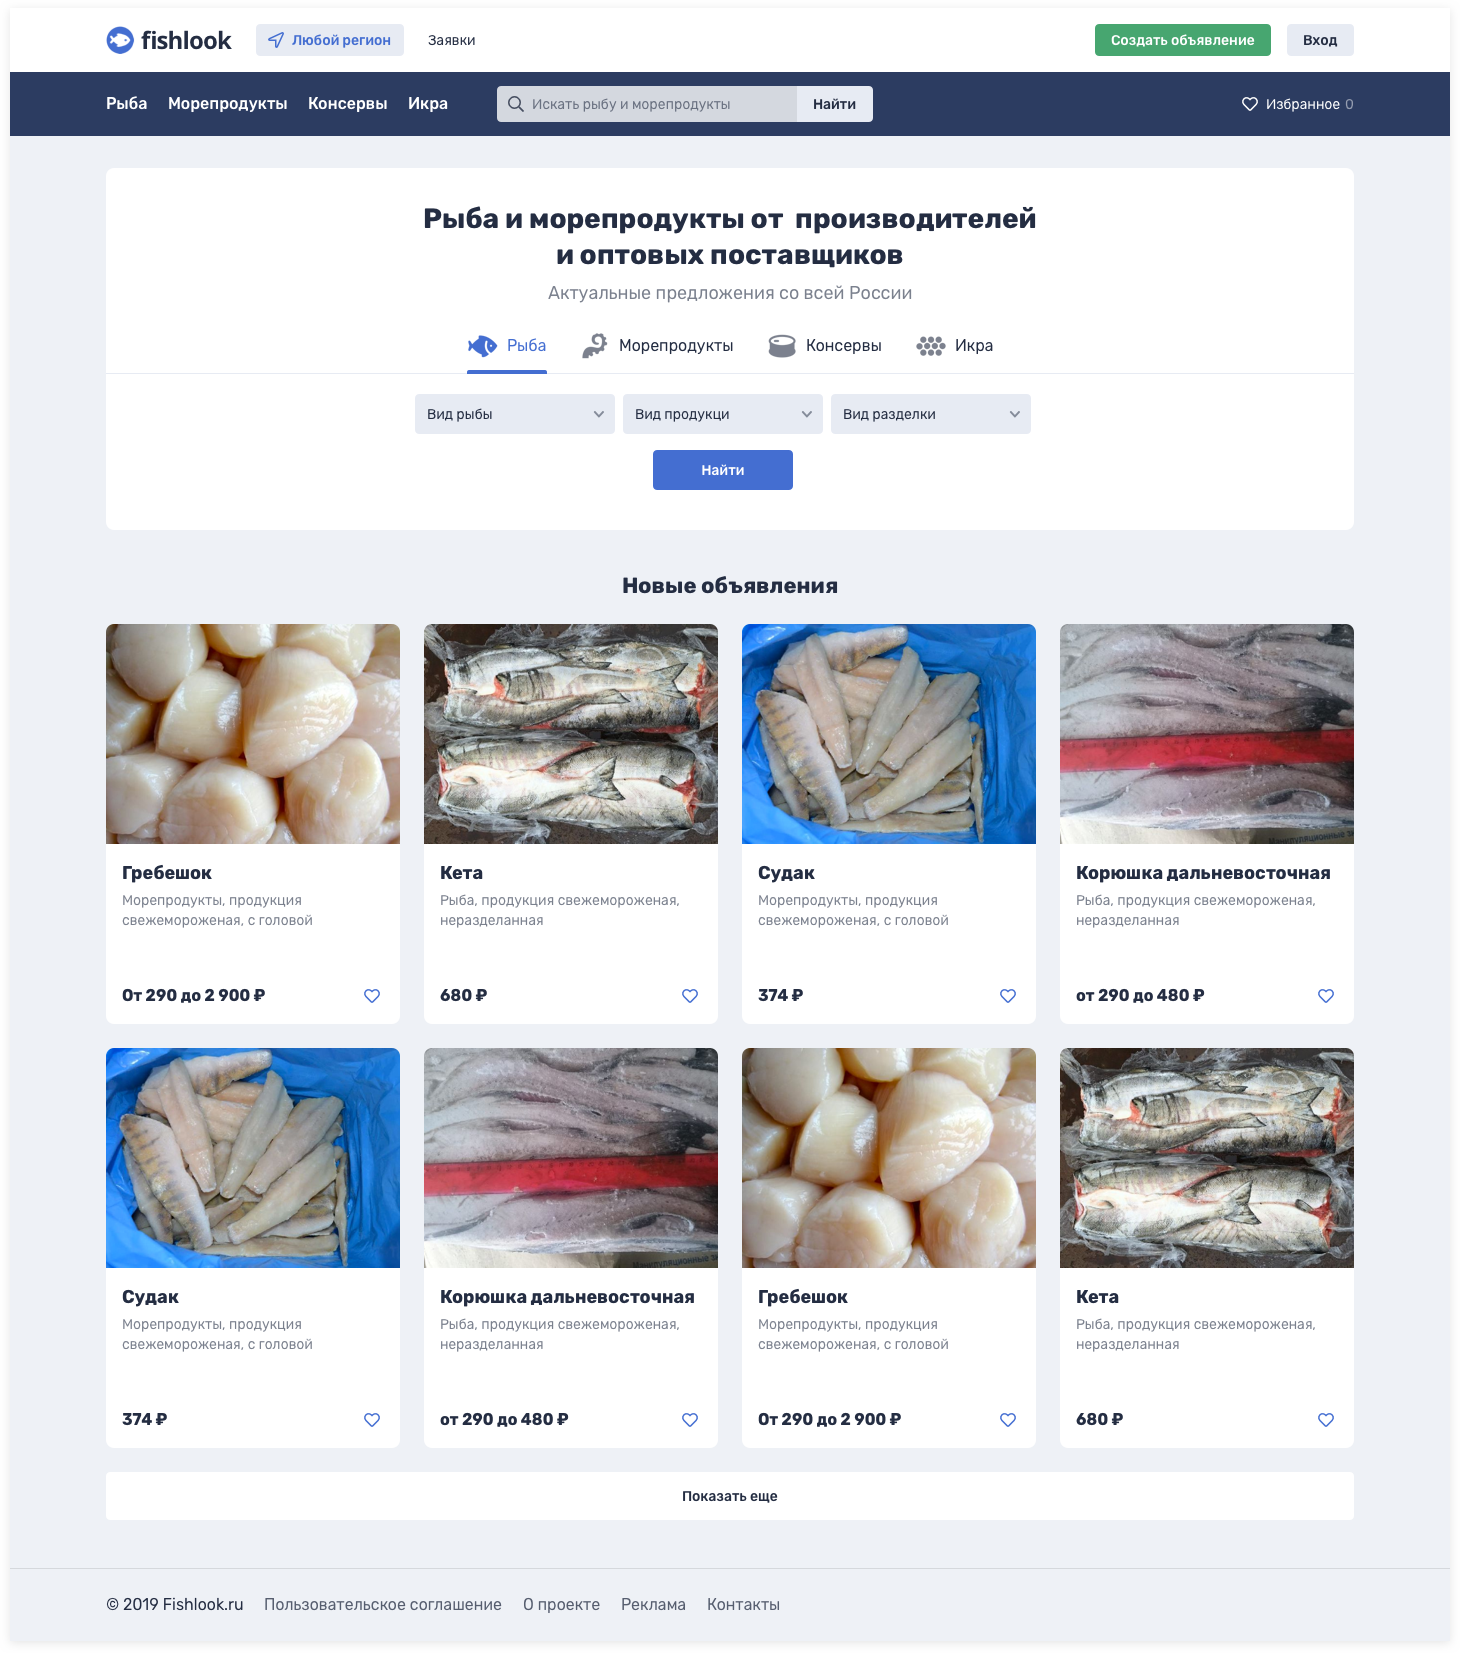 fishlook
Любой регион
Заявки
Создать объявление
Вход
Рыба
Морепродукты
Консервы
Икра
Искать рыбу и морепродукты
Найти
Избранное 0
Рыба и морепродукты от производителей
и оптовых поставщиков
Актуальные предложения со всей России
Рыба
Морепродукты
Консервы
Икра
Вид рыбы
Вид продукци
Вид разделки
Найти
Новые объявления
Гребешок
Морепродукты, продукция
свежемороженая, с головой
От 290 до 2 900 ₽
Кета
Рыба, продукция свежемороженая,
неразделанная
680 ₽
Судак
Морепродукты, продукция
свежемороженая, с головой
374 ₽
Корюшка дальневосточная
Рыба, продукция свежемороженая,
неразделанная
от 290 до 480 ₽
Судак
Морепродукты, продукция
свежемороженая, с головой
374 ₽
Корюшка дальневосточная
Рыба, продукция свежемороженая,
неразделанная
от 290 до 480 ₽
Гребешок
Морепродукты, продукция
свежемороженая, с головой
От 290 до 2 900 ₽
Кета
Рыба, продукция свежемороженая,
неразделанная
680 ₽
Показать еще
© 2019 Fishlook.ru
Пользовательское соглашение
О проекте
Реклама
Контакты